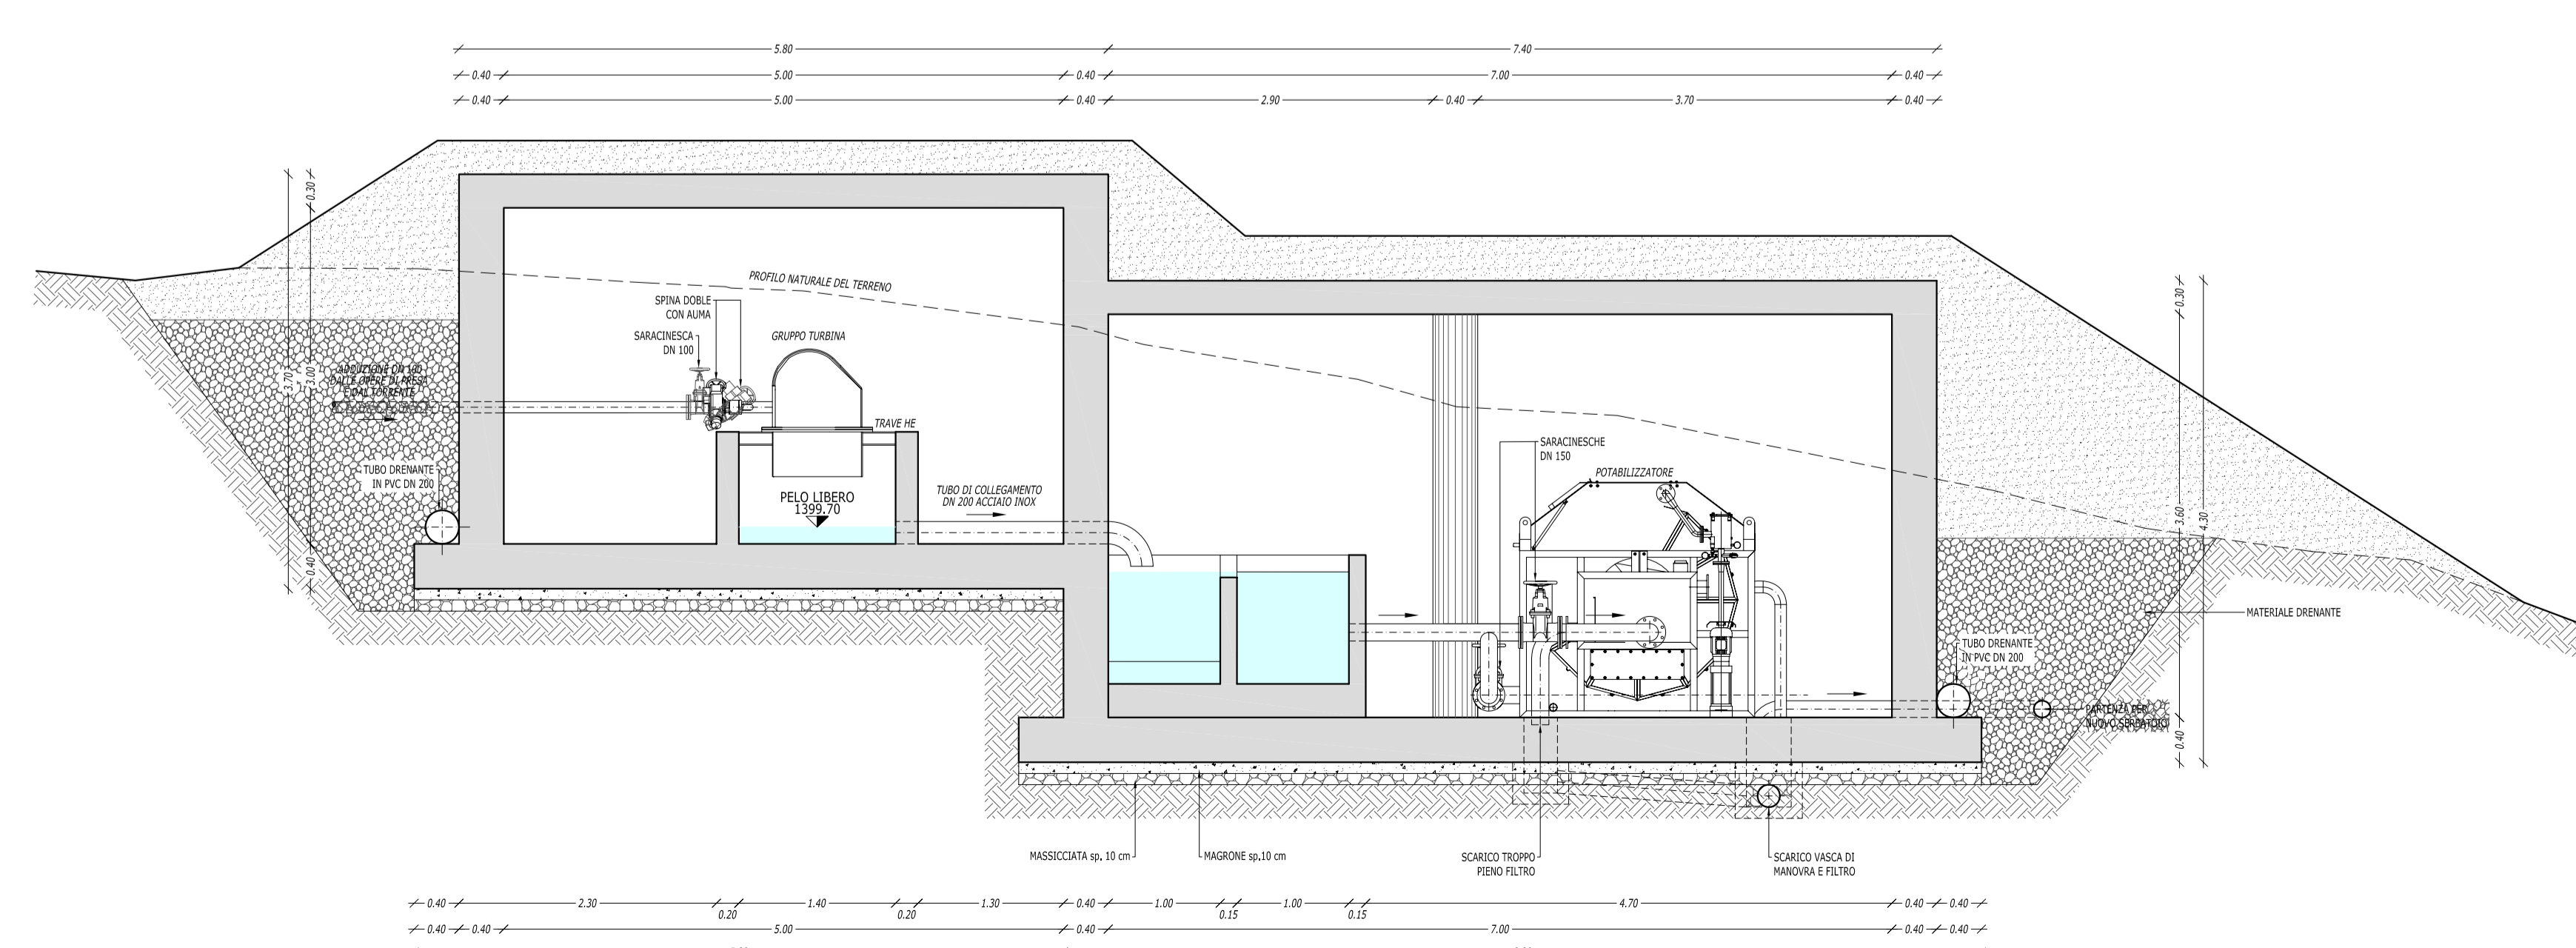 5.80 7.40
0.40 5.00 0.40 7.00 0.40
0.40 5.00 0.40 2.90 0.40 3.70 0.40
0.30
3.00
3.70
0.40
PROFILO NATURALE DEL TERRENO
SPINA DOBLE
CON AUMA
SARACINESCA
DN 100
GRUPPO TURBINA
ADDUZIONE DN 100
DALLE OPERE DI PRESA
E DAL TORRENTE
TRAVE HE
TUBO DRENANTE
IN PVC DN 200
PELO LIBERO
1399.70
TUBO DI COLLEGAMENTO
DN 200 ACCIAIO INOX
SARACINESCHE
DN 150
POTABILIZZATORE
0.30
3.60
4.30
0.40
MATERIALE DRENANTE
TUBO DRENANTE
IN PVC DN 200
PARTENZA PER
NUOVO SERBATOIO
MASSICCIATA sp. 10 cm
MAGRONE sp.10 cm
SCARICO TROPPO
PIENO FILTRO
SCARICO VASCA DI
MANOVRA E FILTRO
0.40 2.30 0.20 1.40 0.20 1.30 0.40 1.00 0.15 1.00 0.15 4.70 0.40 0.40
0.40 0.40 5.00 0.40 7.00 0.40 0.40